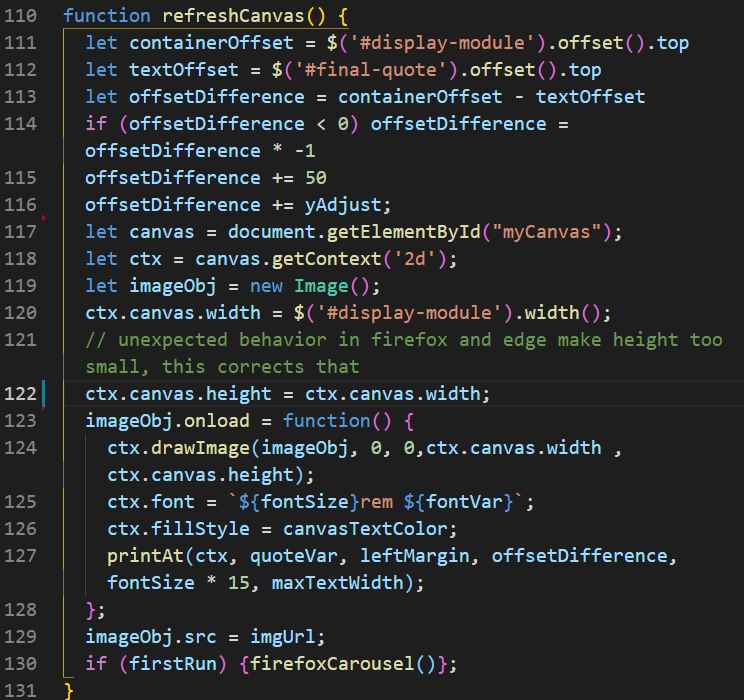 110 function refreshCanvas() {
111 let containerOffset = $('#display-module').offset().top
112 let textOffset = $('#final-quote').offset().top
113 let offsetDifference = containerOffset - textOffset
114 if (offsetDifference < 0) offsetDifference =
offsetDifference * -1
115 offsetDifference += 50
116 offsetDifference += yAdjust;
117 let canvas = document.getElementById("myCanvas");
118 let ctx = canvas.getContext('2d');
119 let imageObj = new Image();
120 ctx.canvas.width = $('#display-module').width();
121 // unexpected behavior in firefox and edge make height too
small, this corrects that
122 ctx.canvas.height = ctx.canvas.width;
123 imageObj.onload = function() {
124 ctx.drawImage(imageObj, 0, 0,ctx.canvas.width ,
ctx.canvas.height);
125 ctx.font = `${fontSize}rem ${fontVar}`;
126 ctx.fillStyle = canvasTextColor;
127 printAt(ctx, quoteVar, leftMargin, offsetDifference,
fontSize * 15, maxTextWidth);
128 };
129 imageObj.src = imgUrl;
130 if (firstRun) {firefoxCarousel()};
131 }